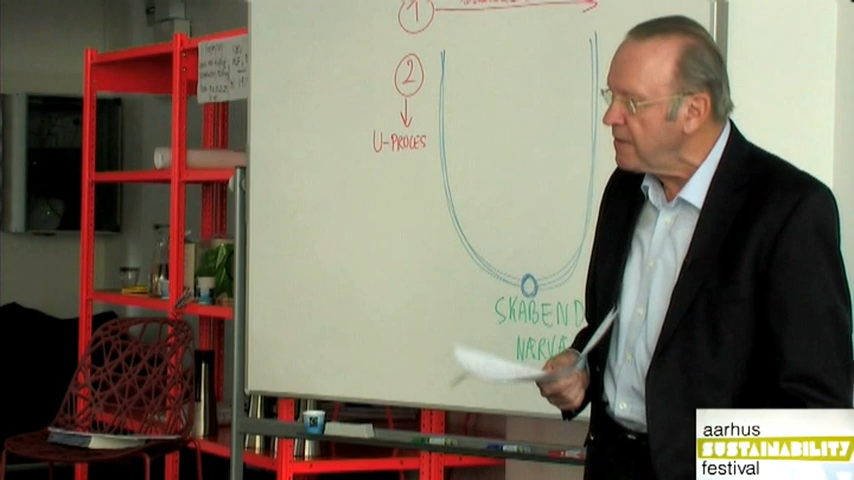 1
2
U-PROCES
SKABEND
NÆRVÆ
aarhus
SUSTAINABILITY
festival